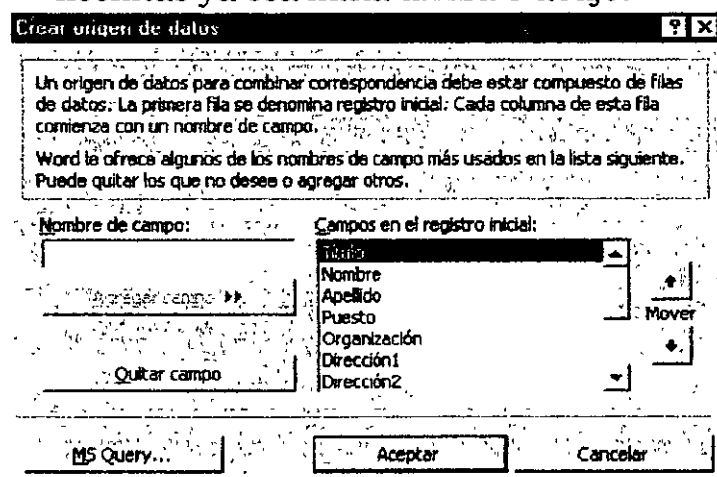 Crear origen de datos
Un origen de datos para combinar correspondencia debe estar compuesto de filas
de datos. La primera fila se denomina registro inicial. Cada columna de esta fila
comienza con un nombre de campo.
Word le ofrece algunos de los nombres de campo más usados en la lista siguiente.
Puede quitar los que no desee o agregar otros.
Nombre de campo:
Campos en el registro inicial:
Título
Nombre
Apellido
Puesto
Organización
Dirección1
Dirección2
Agregar campo
Quitar campo
Mover
MS Query...
Aceptar
Cancelar